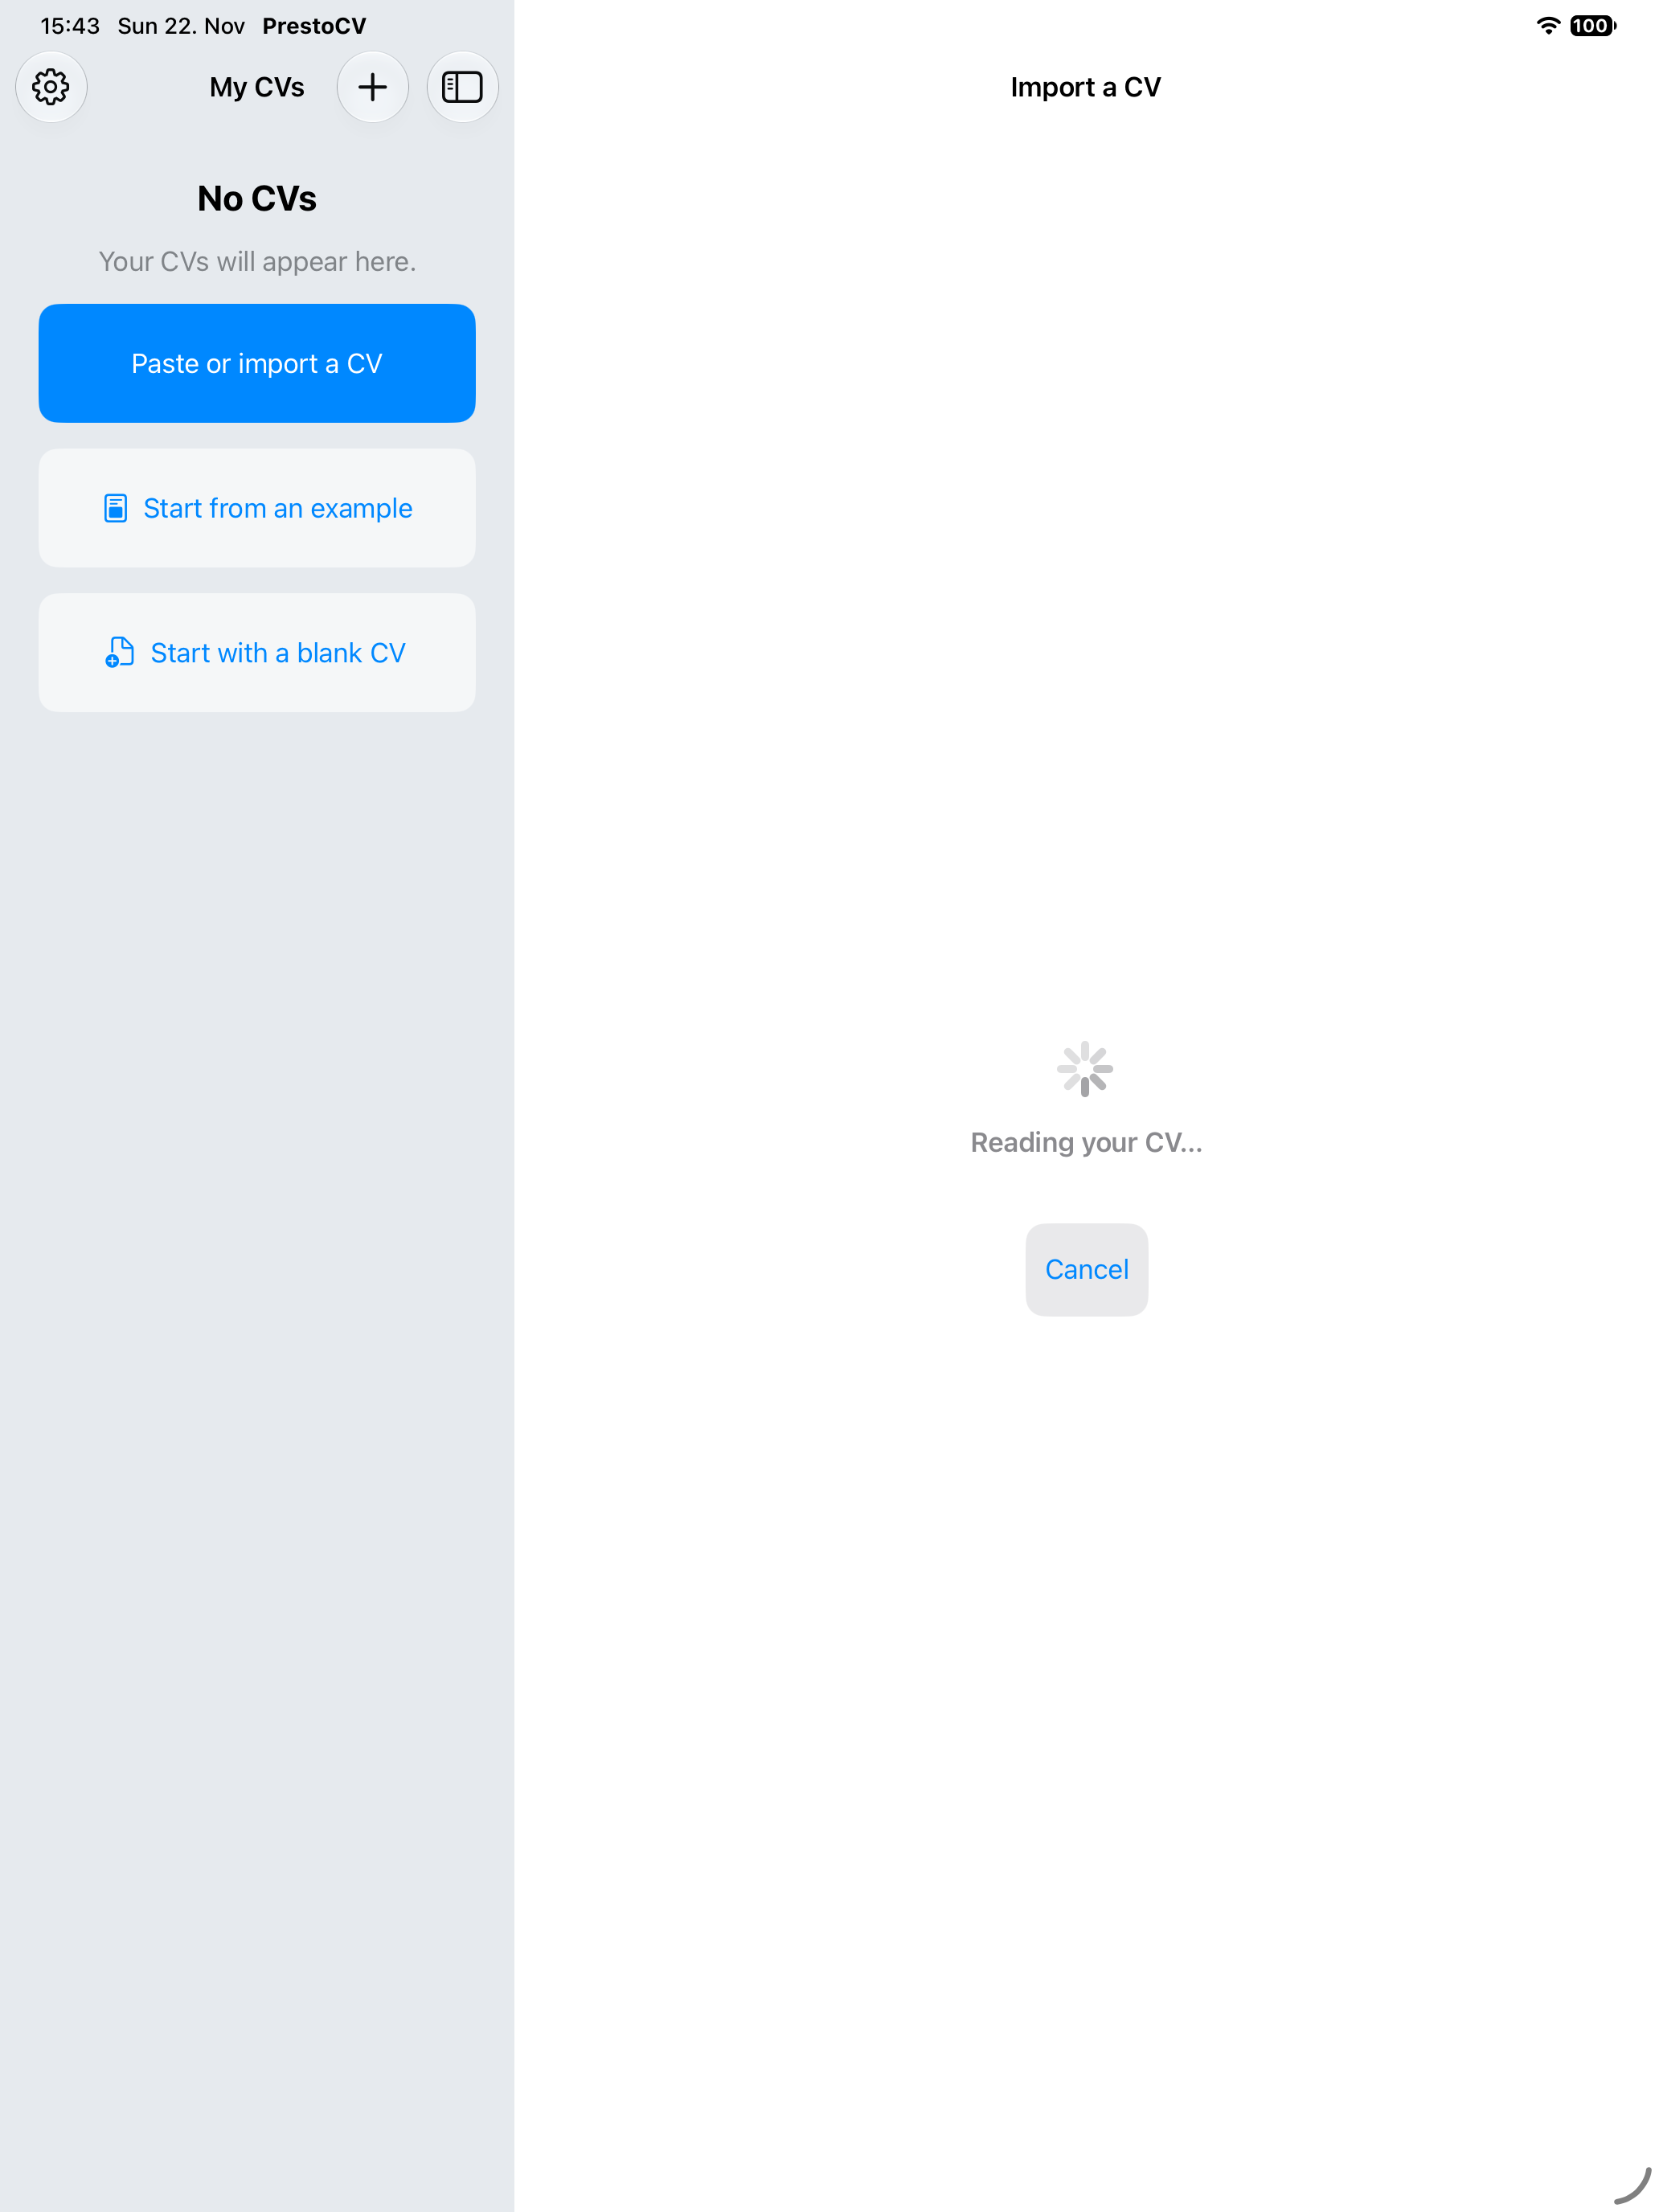 15:43 Sun 22. Nov PrestoCV
100
My CVs
Import a CV
No CVs
Your CVs will appear here.
Paste or import a CV
Start from an example
Start with a blank CV
Reading your CV...
Cancel